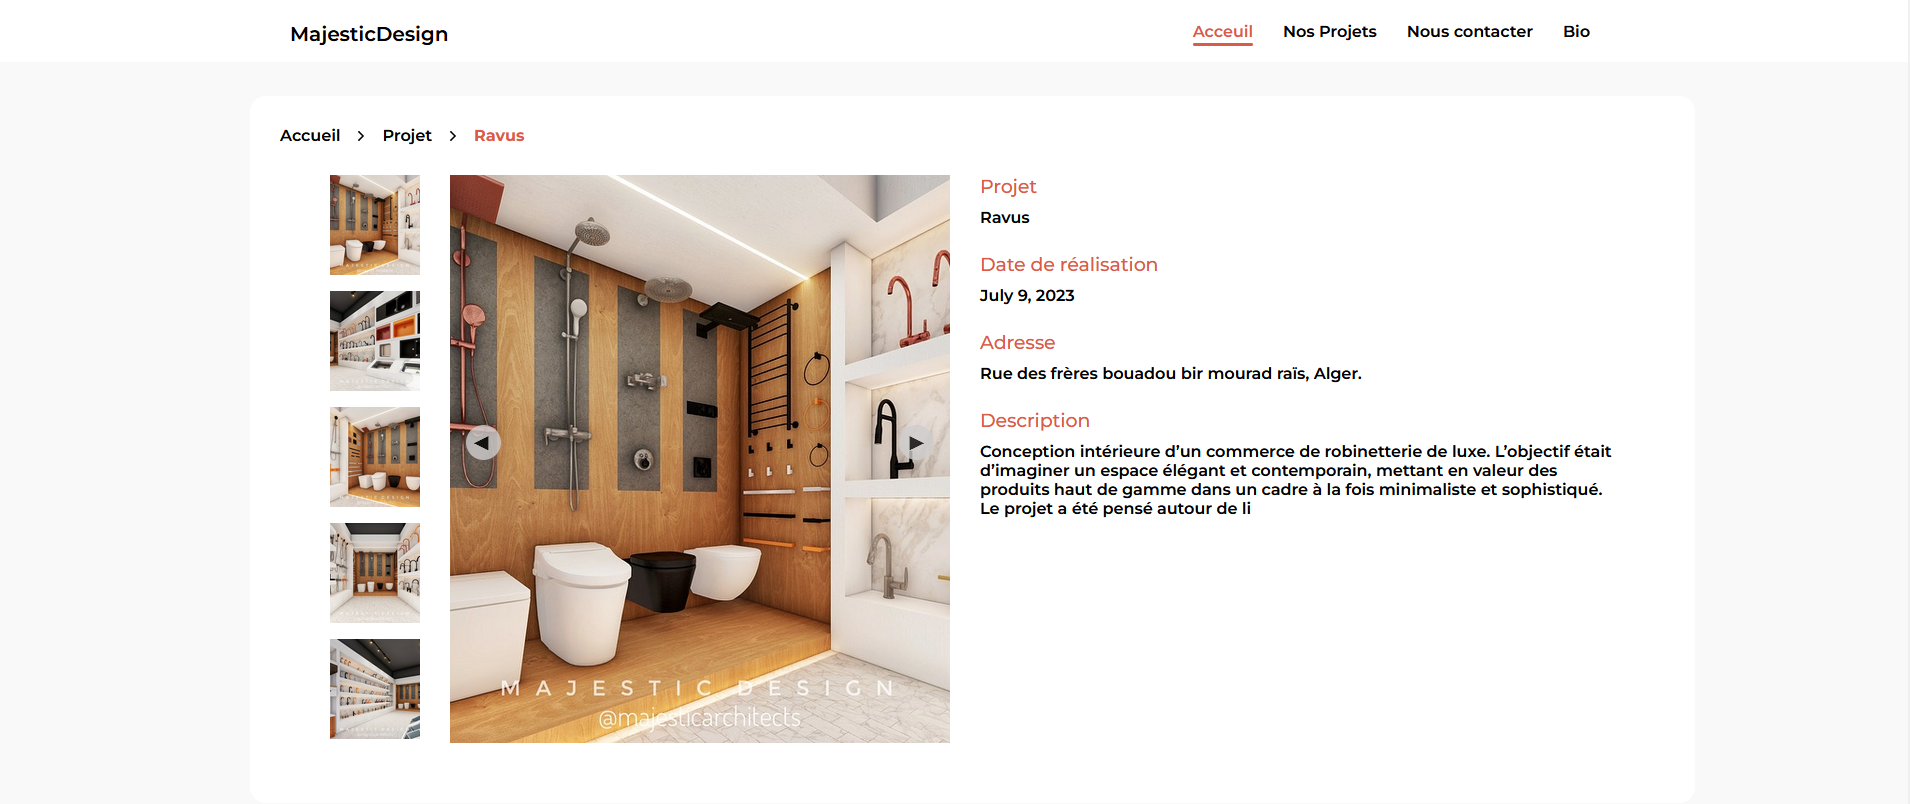 MajesticDesign
Acceuil
Nos Projets
Nous contacter
Bio
Accueil > Projet > Ravus
Projet
Ravus
Date de réalisation
July 9, 2023
Adresse
Rue des frères bouadou bir mourad raïs, Alger.
Description
Conception intérieure d’un commerce de robinetterie de luxe. L’objectif était
d’imaginer un espace élégant et contemporain, mettant en valeur des
produits haut de gamme dans un cadre à la fois minimaliste et sophistiqué.
Le projet a été pensé autour de li
MAJESTIC DESIGN
@majesticarchitects